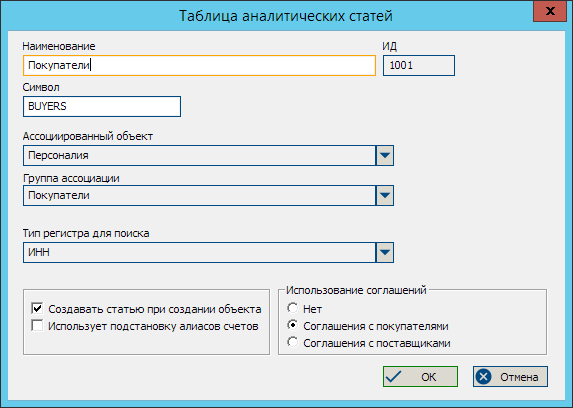 Таблица аналитических статей
x
Наименование
ИД
Покупатели
1001
Символ
BUYERS
Ассоциированный объект
Персоналия
Группа ассоциации
Покупатели
Тип регистра для поиска
ИНН
Создавать статью при создании объекта
Использует подстановку алиасов счетов
Использование соглашений
Нет
Соглашения с покупателями
Соглашения с поставщиками
OK
Отмена